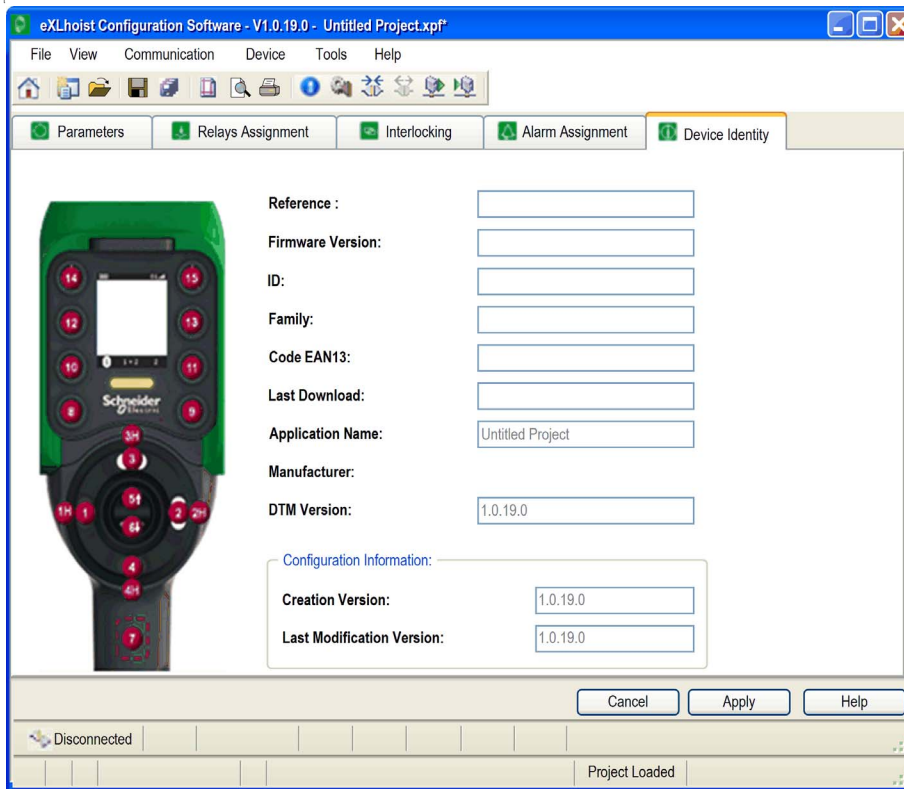 eXLhoist Configuration Software - V1.0.19.0 - Untitled Project.xpf*
File View Communication Device Tools Help
Parameters Relays Assignment Interlocking Alarm Assignment Device Identity
Reference :
Firmware Version:
ID:
Family:
Code EAN13:
Last Download:
Application Name: Untitled Project
Manufacturer:
DTM Version: 1.0.19.0
Configuration Information:
Creation Version: 1.0.19.0
Last Modification Version: 1.0.19.0
14 15
12 13
10 11
Schneider
Electric
8 9
3H
3
5
1H 1 2 2H
6
4
4H
7
Cancel Apply Help
Disconnected
Project Loaded